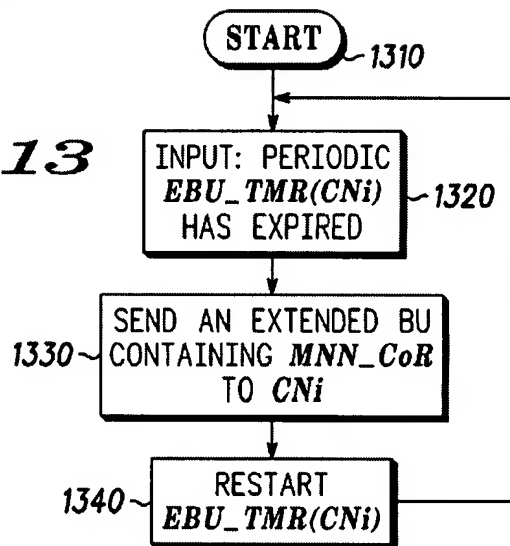 START
1310
13
INPUT: PERIODIC
EBU_TMR(CNi)
HAS EXPIRED
1320
SEND AN EXTENDED BU
CONTAINING MNN_CoR
TO CNi
1330
RESTART
EBU_TMR(CNi)
1340